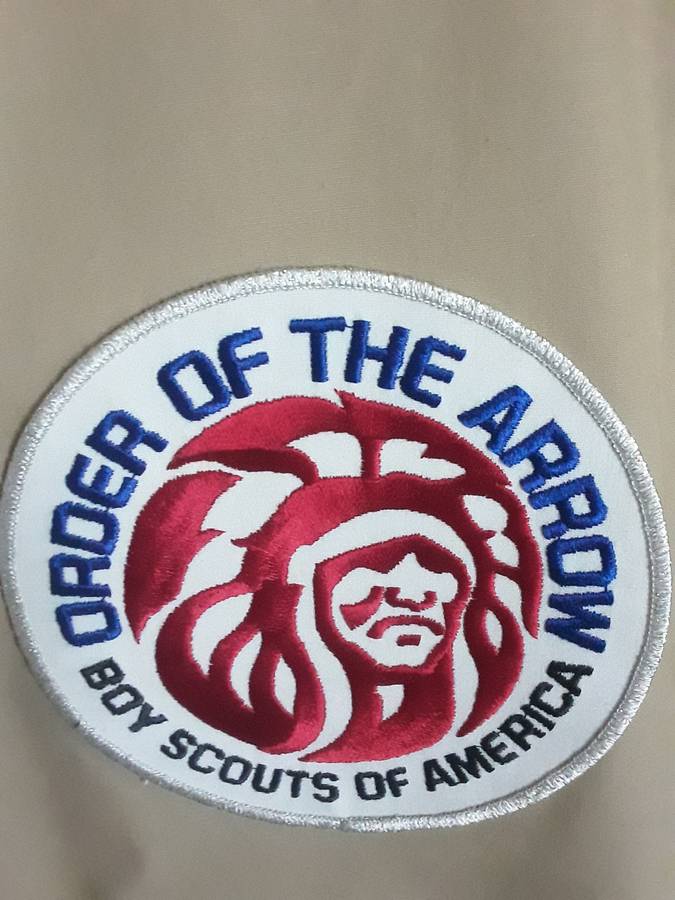 ORDER OF THE ARROW
BOY SCOUTS OF AMERICA